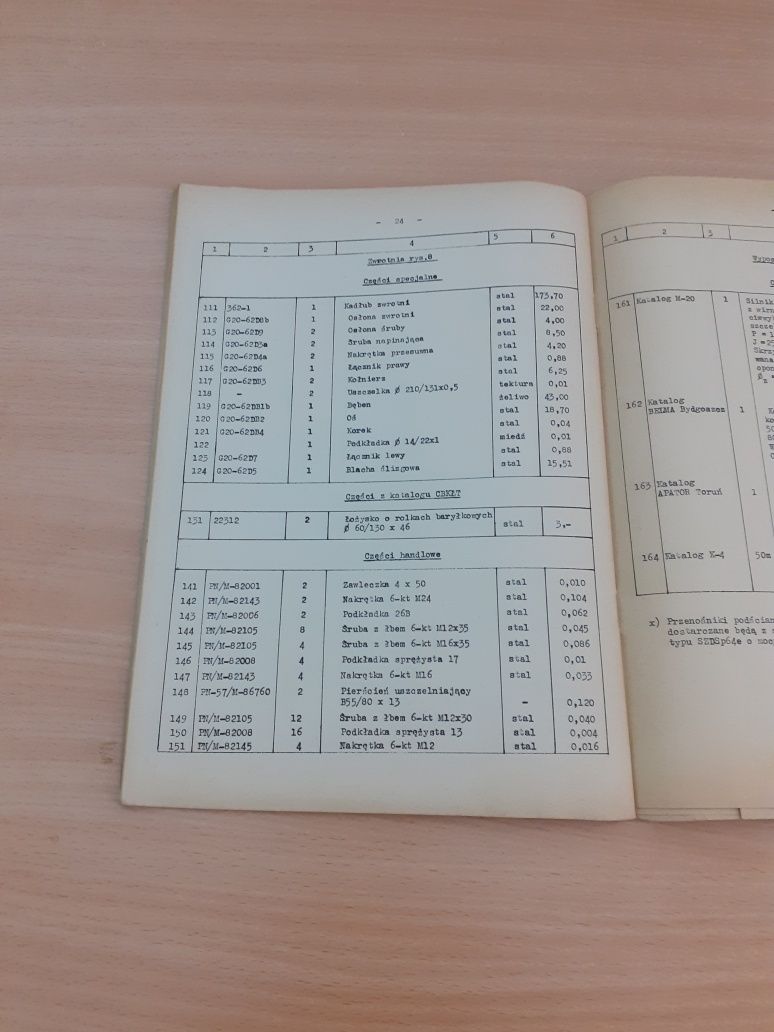 - 24 -
1 2 3 4 5 6
Zwrotnia rys.8
Części specjalne
111 362-1 1 Kadłub zwrotni stal 173,70
112 G20-62D8b 1 Osłona zwrotni stal 22,00
113 G20-62D9 2 Osłona śruby stal 4,00
114 G20-62D3a 2 Śruba napinająca stal 8,50
115 G20-62D4a 2 Nakrętka przesuwna stal 4,20
116 G20-62D6 1 Łącznik prawy stal 0,88
117 G20-62DB3 2 Kołnierz stal 6,25
118 - 2 Uszczelka ∅ 210/131x0,5 tektura 0,01
119 G20-62DB1b 1 Bęben żeliwo 43,00
120 G20-62DB2 1 Oś stal 18,70
121 G20-62DB4 1 Korek stal 0,04
122 1 Podkładka ∅ 14/22x1 miedź 0,01
123 G20-62D7 1 Łącznik lewy stal 0,88
124 G20-62D5 1 Blacha ślizgowa stal 15,51
Części z katalogu CBKŁT
131 22312 2 Łożysko o rolkach baryłkowych stal 3,-
∅ 60/130 x 46
Części handlowe
141 PN/M-82001 2 Zawleczka 4 x 50 stal 0,010
142 PN/M-82143 2 Nakrętka 6-kt M24 stal 0,104
143 PN/M-82006 2 Podkładka 26B stal 0,062
144 PN/M-82105 8 Śruba z łbem 6-kt M12x35 stal 0,045
145 PN/M-82105 4 Śruba z łbem 6-kt M16x35 stal 0,086
146 PN/M-82008 4 Podkładka sprężysta 17 stal 0,01
147 PN/M-82143 4 Nakrętka 6-kt M16 stal 0,033
148 PN-57/M-86760 2 Pierścień uszczelniający
B55/80 x 13 - 0,120
149 PN/M-82105 12 Śruba z łbem 6-kt M12x30 stal 0,040
150 PN/M-82008 16 Podkładka sprężysta 13 stal 0,004
151 PN/M-82145 4 Nakrętka 6-kt M12 stal 0,016
1 2 3
161 Katalog M-20 1 Silnik
z wirn
P = 1
J =
162 Katalog
BELMA Bydgoszcz 1
163 Katalog
APATOR Toruń 1
164 Katalog K-4 50m
x) Przenośniki podścian
dostarczane będą z
typu SZDSp64e o moc